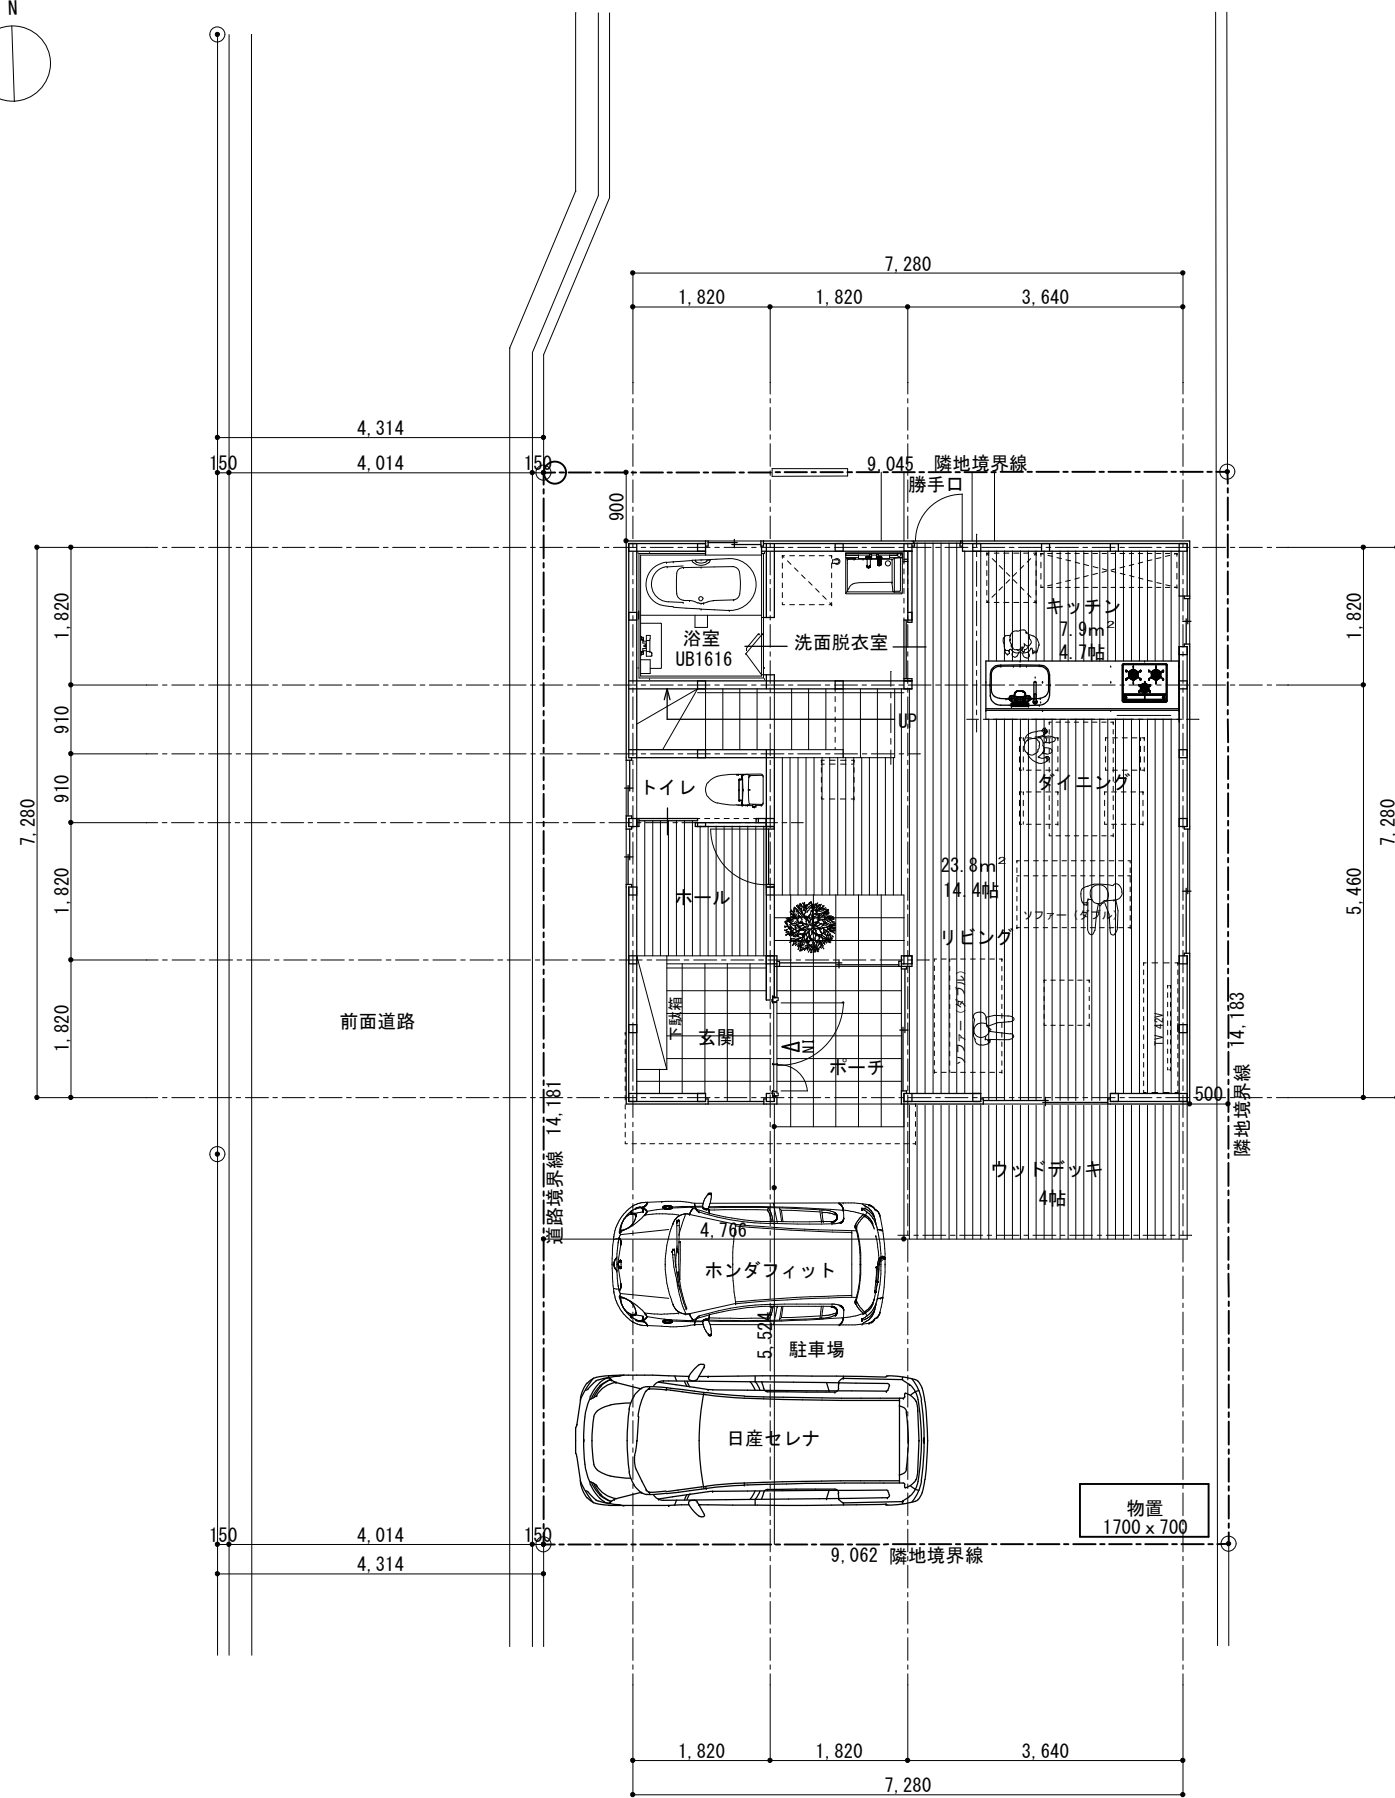 N
7,280
1,820
1,820
3,640
4,314
150
4,014
150
9,045 隣地境界線
勝手口
900
1,820
キッチン
7.9m²
4.7帖
浴室
UB1616
洗面脱衣室
1,820
910
UP
トイレ
ダイニング
910
7,280
7,280
23.8m²
14.4帖
ホール
ソファー(ダブル)
リビング
1,820
5,460
下駄箱
玄関
IN
ポーチ
ソファー(ダブル)
TV 42V
前面道路
1,820
500
隣地境界線 14,183
道路境界線 14,181
ウッドデッキ
4帖
4,766
ホンダフィット
5,524
駐車場
日産セレナ
物置
1700 x 700
150
4,014
150
9,062 隣地境界線
4,314
1,820
1,820
3,640
7,280